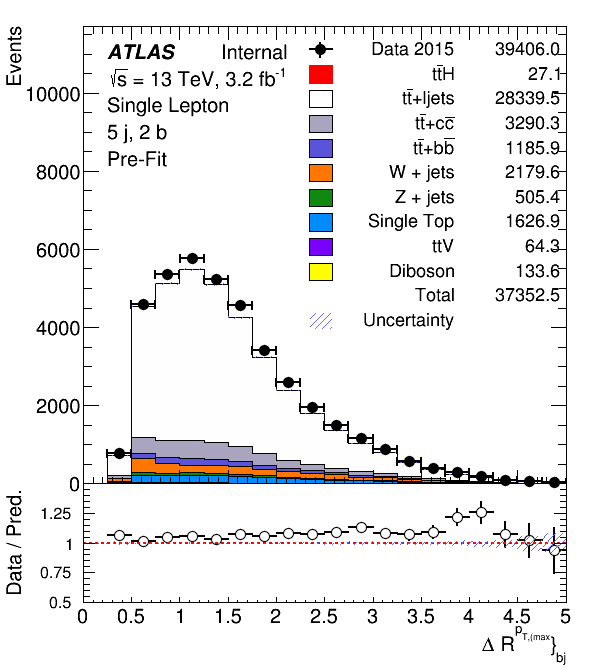 Events
ATLAS Internal
√s = 13 TeV, 3.2 fb⁻¹
Single Lepton
5 j, 2 b
Pre-Fit
Data 2015 39406.0
tt̄H 27.1
tt̄+ljets 28339.5
tt̄+cc̄ 3290.3
tt̄+bb̄ 1185.9
W + jets 2179.6
Z + jets 505.4
Single Top 1626.9
ttV 64.3
Diboson 133.6
Total 37352.5
Uncertainty
10000
8000
6000
4000
2000
0
Data / Pred.
1.25
1
0.75
0.5
0 0.5 1 1.5 2 2.5 3 3.5 4 4.5 5
Δ R^{p_{T,(max}}}_{bj}